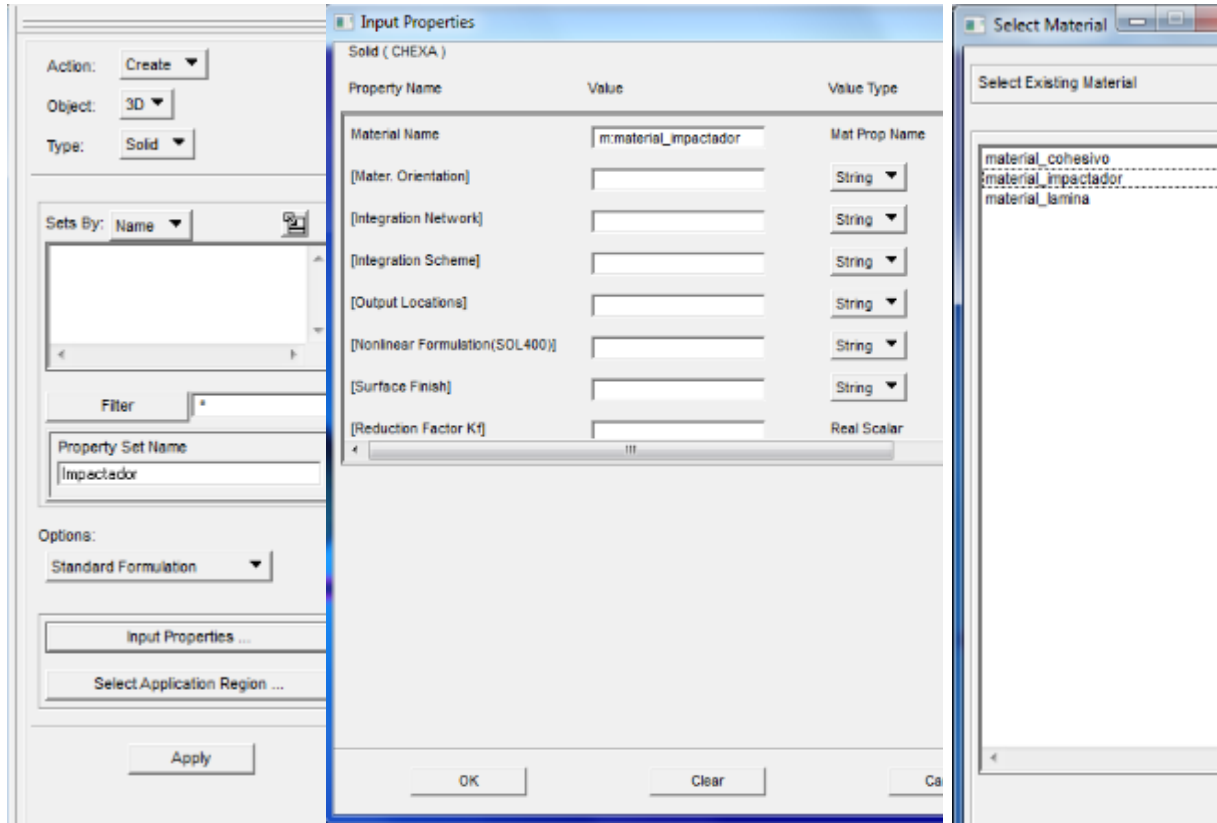 Action: Create
Object: 3D
Type: Solid
Sets By: Name
Filter *
Property Set Name
Impactador
Options:
Standard Formulation
Input Properties ...
Select Application Region ...
Apply
Input Properties
Solid ( CHEXA )
Property Name Value Value Type
Material Name m:material_impactador Mat Prop Name
[Mater. Orientation] String
[Integration Network] String
[Integration Scheme] String
[Output Locations] String
[Nonlinear Formulation(SOL400)] String
[Surface Finish] String
[Reduction Factor Kf] Real Scalar
OK Clear Ca
Select Material
Select Existing Material
material_cohesivo
material_impactador
material_lamina